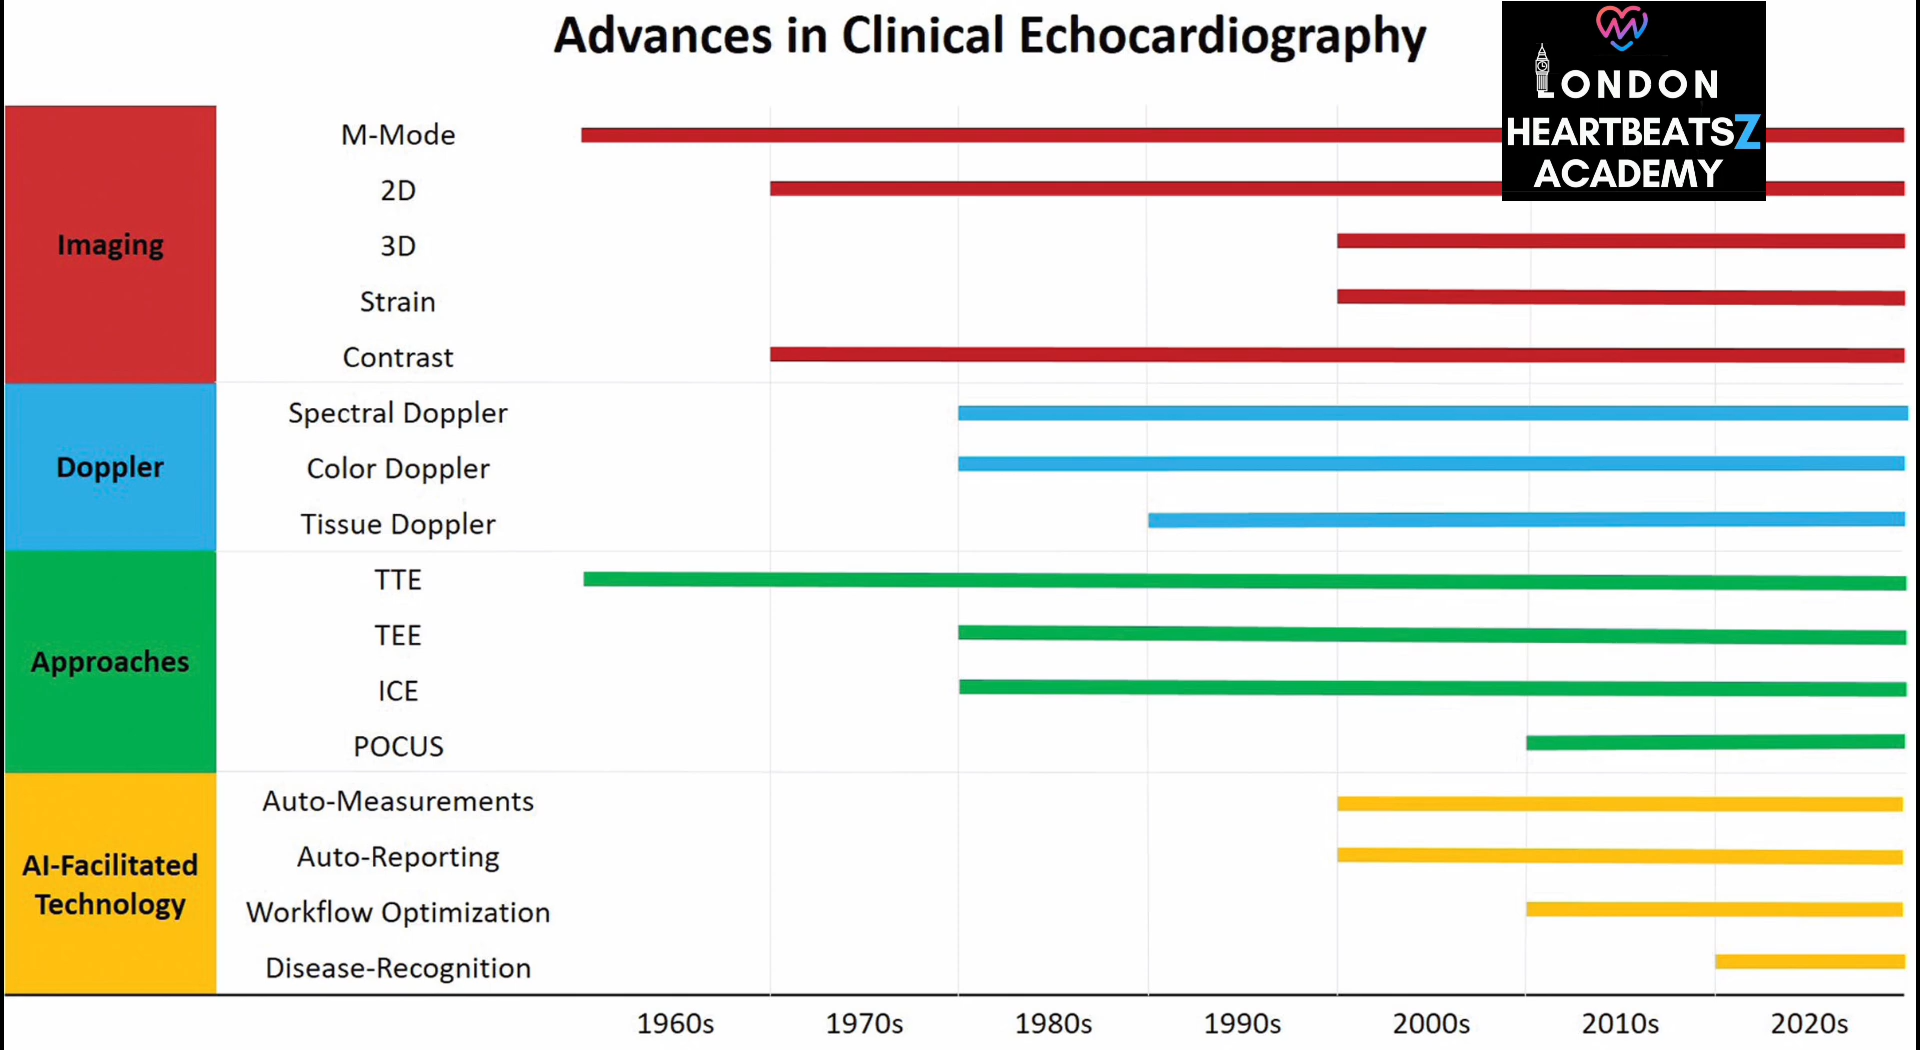 Advances in Clinical Echocardiography
LONDON
HEARTBEATSZ
ACADEMY
Imaging
M-Mode
2D
3D
Strain
Contrast
Doppler
Spectral Doppler
Color Doppler
Tissue Doppler
Approaches
TTE
TEE
ICE
POCUS
AI-Facilitated
Technology
Auto-Measurements
Auto-Reporting
Workflow Optimization
Disease-Recognition
1960s 1970s 1980s 1990s 2000s 2010s 2020s